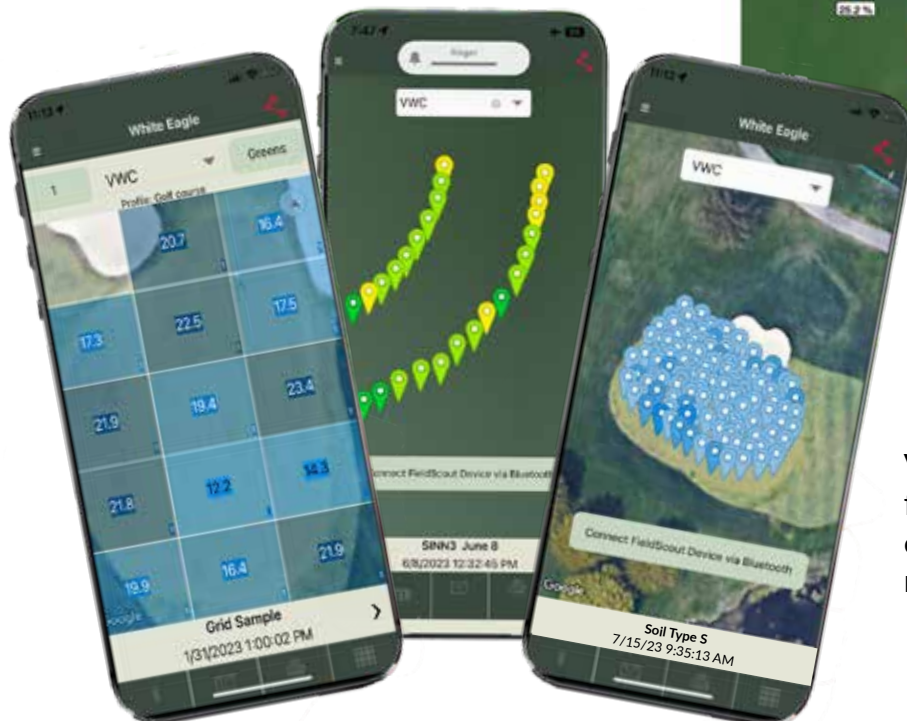 25.2 %
11:13
White Eagle
1
VWC
Greens
Profile: Golf course
20.7
16.4
17.3
22.5
17.5
21.9
19.4
23.4
21.8
12.2
14.3
19.9
16.4
21.9
Grid Sample
1/31/2023 1:00:02 PM
7:47
Ringer
VWC
Connect FieldScout Device via Bluetooth
SINN3 June 8
6/8/2023 12:32:45 PM
11:12
White Eagle
VWC
Connect FieldScout Device via Bluetooth
Google
Soil Type S
7/15/23 9:35:13 AM